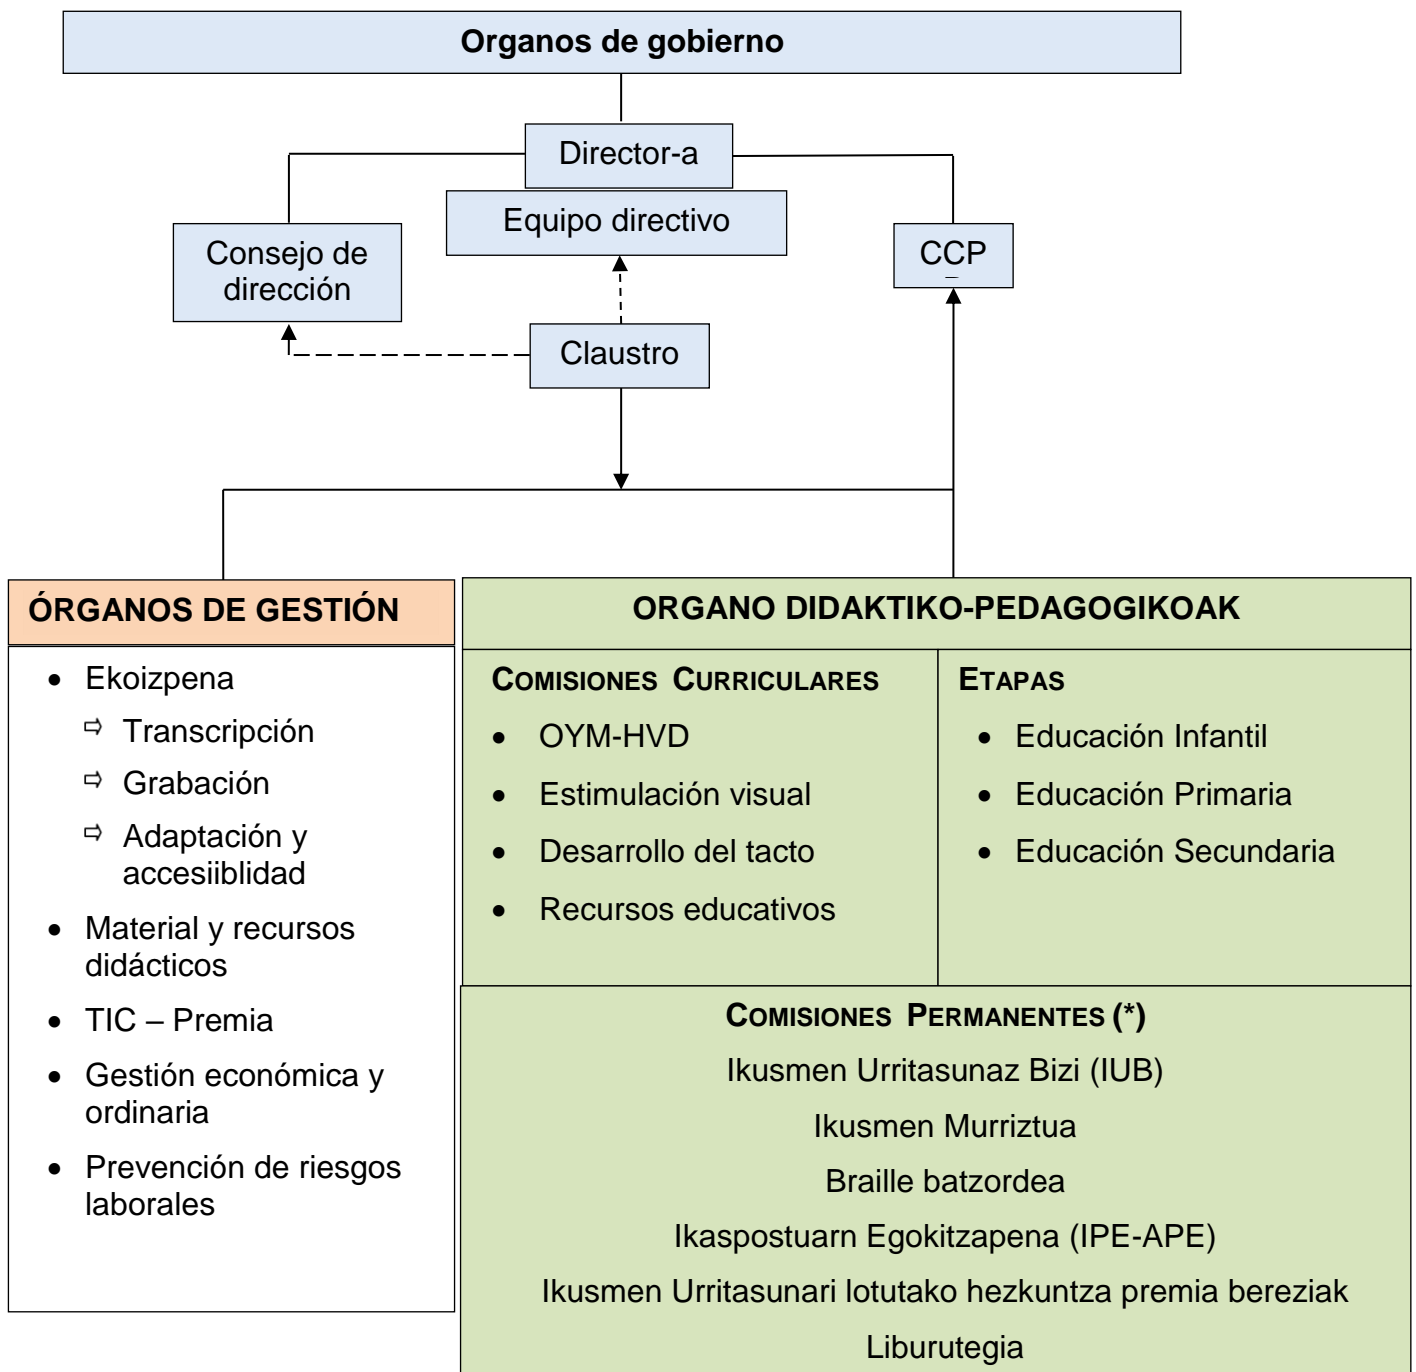 Organos de gobierno
Director-a
Equipo directivo
Consejo de
dirección
CCP
Claustro
ÓRGANOS DE GESTIÓN
• Ekoizpena
⇨ Transcripción
⇨ Grabación
⇨ Adaptación y
accesiiblidad
• Material y recursos
didácticos
• TIC – Premia
• Gestión económica y
ordinaria
• Prevención de riesgos
laborales
ORGANO DIDAKTIKO-PEDAGOGIKOAK
COMISIONES CURRICULARES
• OYM-HVD
• Estimulación visual
• Desarrollo del tacto
• Recursos educativos
ETAPAS
• Educación Infantil
• Educación Primaria
• Educación Secundaria
COMISIONES PERMANENTES (*)
Ikusmen Urritasunaz Bizi (IUB)
Ikusmen Murriztua
Braille batzordea
Ikaspostuarn Egokitzapena (IPE-APE)
Ikusmen Urritasunari lotutako hezkuntza premia bereziak
Liburutegia